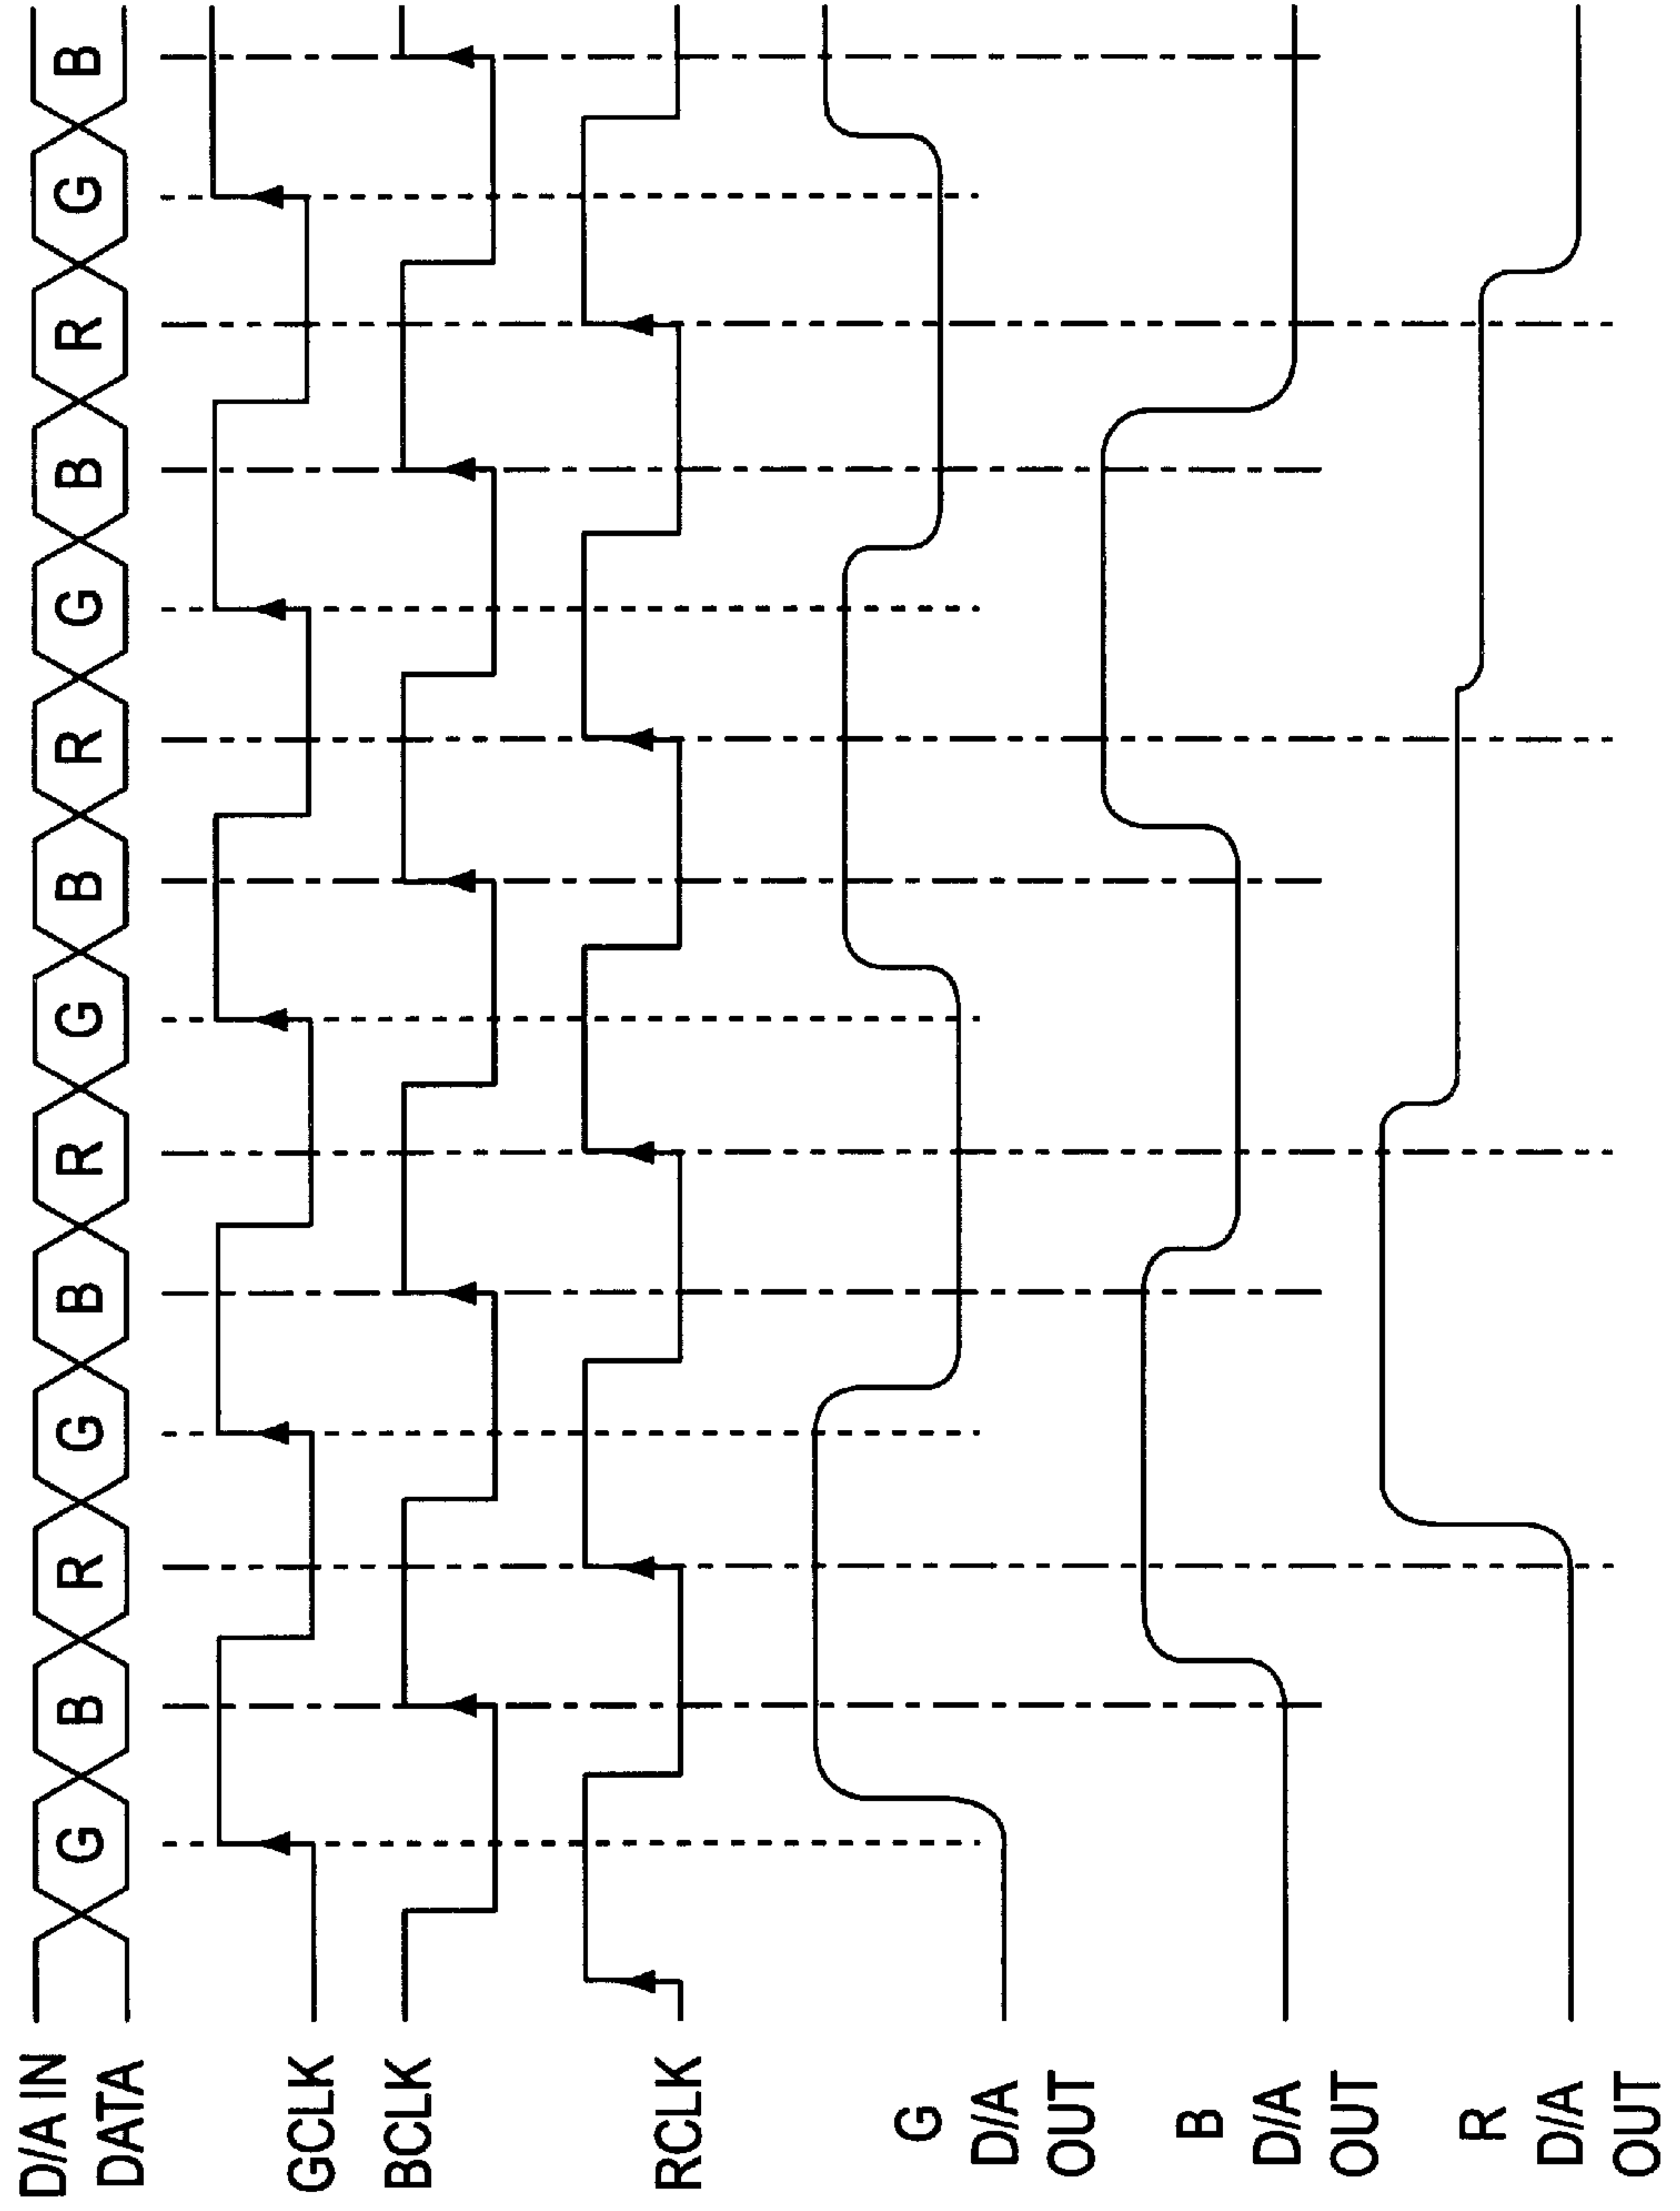 D/A IN
DATA
G B R G B R G B R G B R G B
GCLK
BCLK
RCLK
G
D/A
OUT
B
D/A
OUT
R
D/A
OUT